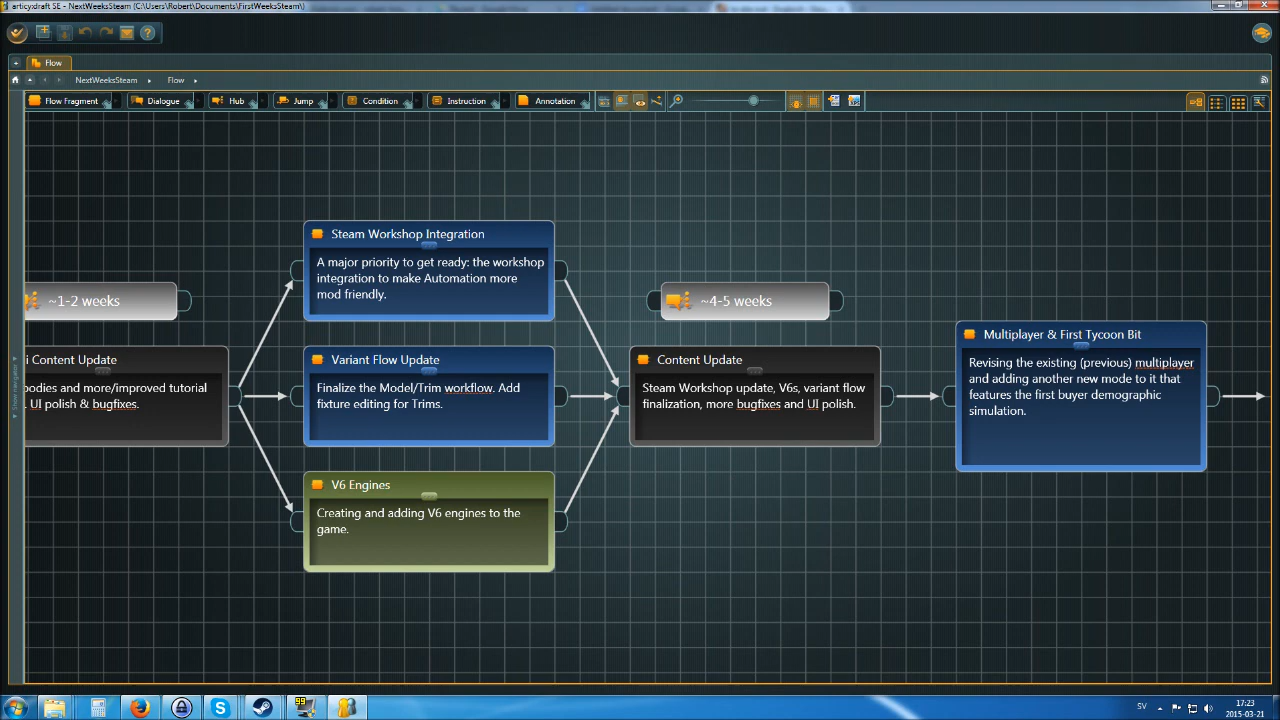 articy:draft SE - NextWeeksSteam (C:\Users\Robert\Documents\FirstWeeksSteam\)
Flow
NextWeeksSteam Flow
Flow Fragment Dialogue Hub Jump Condition Instruction Annotation
Steam Workshop Integration
A major priority to get ready: the workshop
integration to make Automation more
mod friendly.
~1-2 weeks
~4-5 weeks
Multiplayer & First Tycoon Bit
Revising the existing (previous) multiplayer
and adding another new mode to it that
features the first buyer demographic
simulation.
i Content Update
odies and more/improved tutorial
. UI polish & bugfixes.
Variant Flow Update
Finalize the Model/Trim workflow. Add
fixture editing for Trims.
Content Update
Steam Workshop update, V6s, variant flow
finalization, more bugfixes and UI polish.
V6 Engines
Creating and adding V6 engines to the
game.
Show navigator
99
SV
17:23
2015-03-21